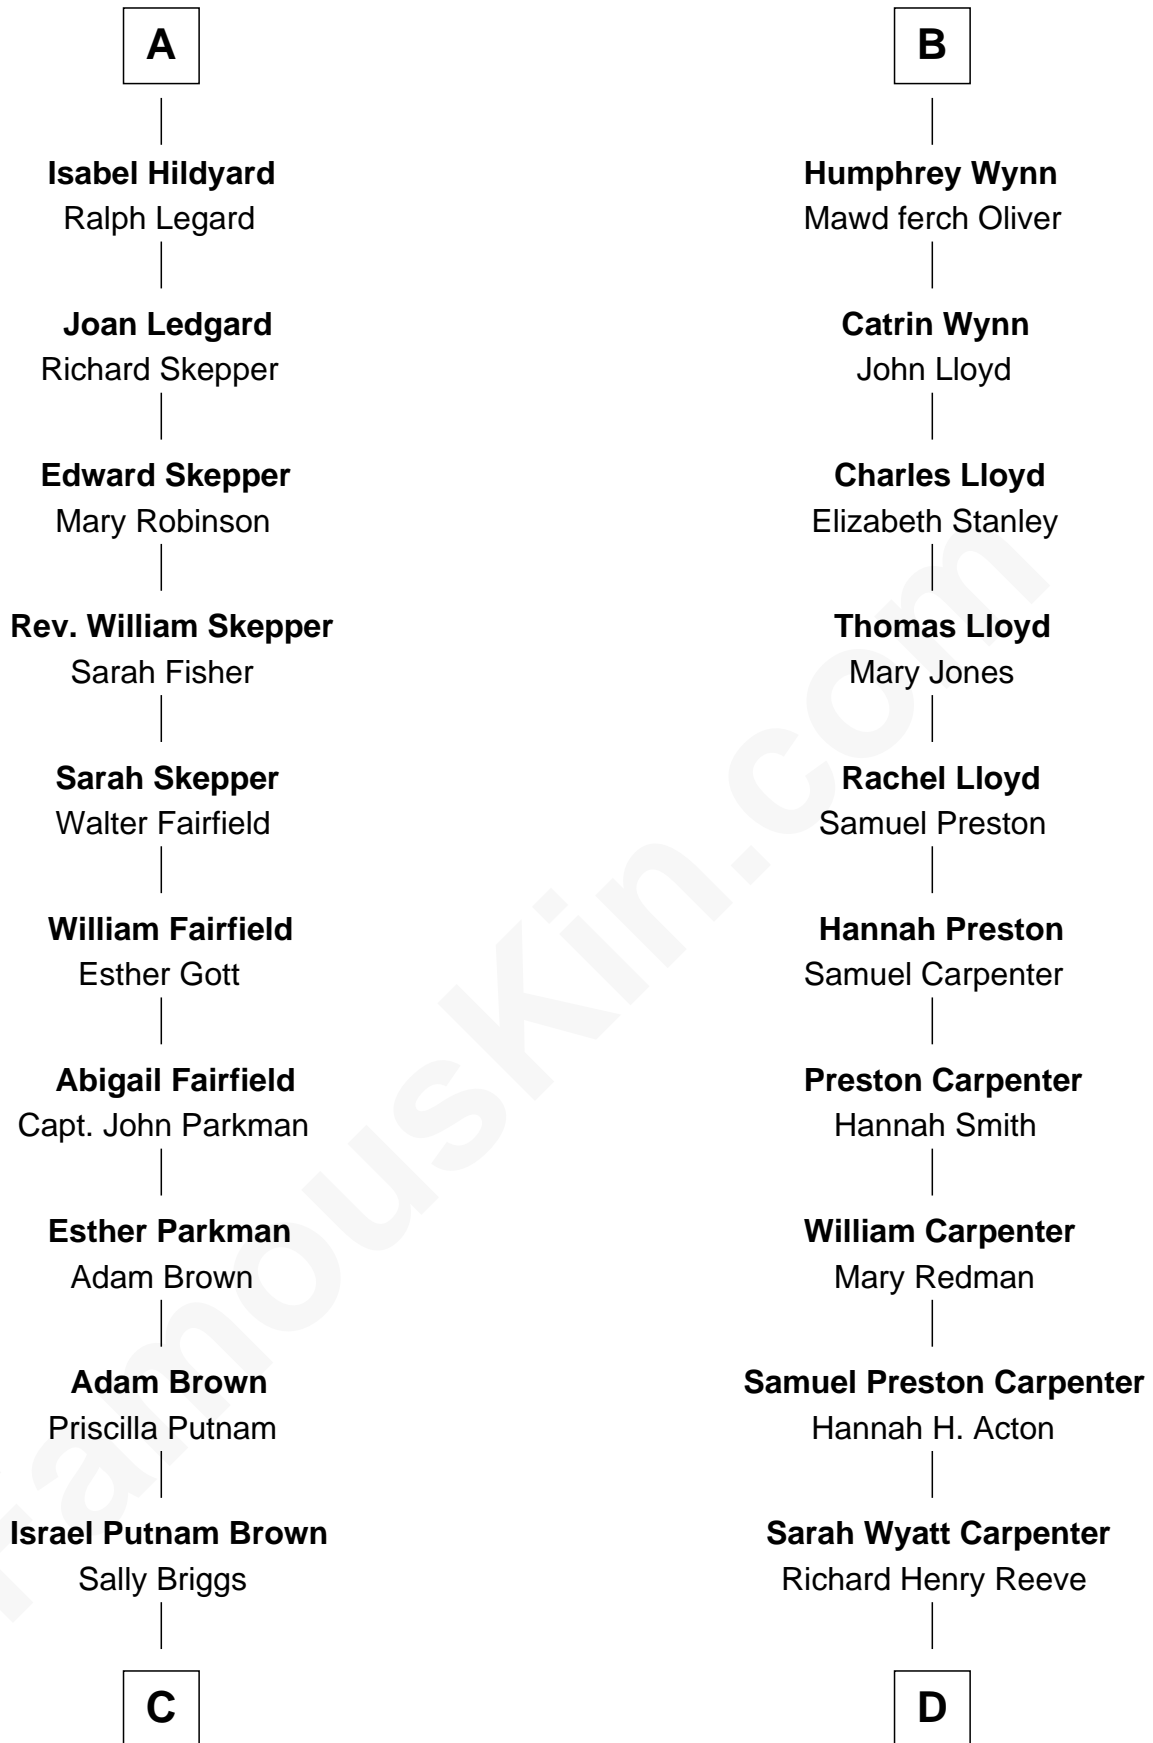 A
Isabel Hildyard
Ralph Legard
Joan Ledgard
Richard Skepper
Edward Skepper
Mary Robinson
Rev. William Skepper
Sarah Fisher
Sarah Skepper
Walter Fairfield
William Fairfield
Esther Gott
Abigail Fairfield
Capt. John Parkman
Esther Parkman
Adam Brown
Adam Brown
Priscilla Putnam
Israel Putnam Brown
Sally Briggs
C
B
Humphrey Wynn
Mawd ferch Oliver
Catrin Wynn
John Lloyd
Charles Lloyd
Elizabeth Stanley
Thomas Lloyd
Mary Jones
Rachel Lloyd
Samuel Preston
Hannah Preston
Samuel Carpenter
Preston Carpenter
Hannah Smith
William Carpenter
Mary Redman
Samuel Preston Carpenter
Hannah H. Acton
Sarah Wyatt Carpenter
Richard Henry Reeve
D
FamousKin.com